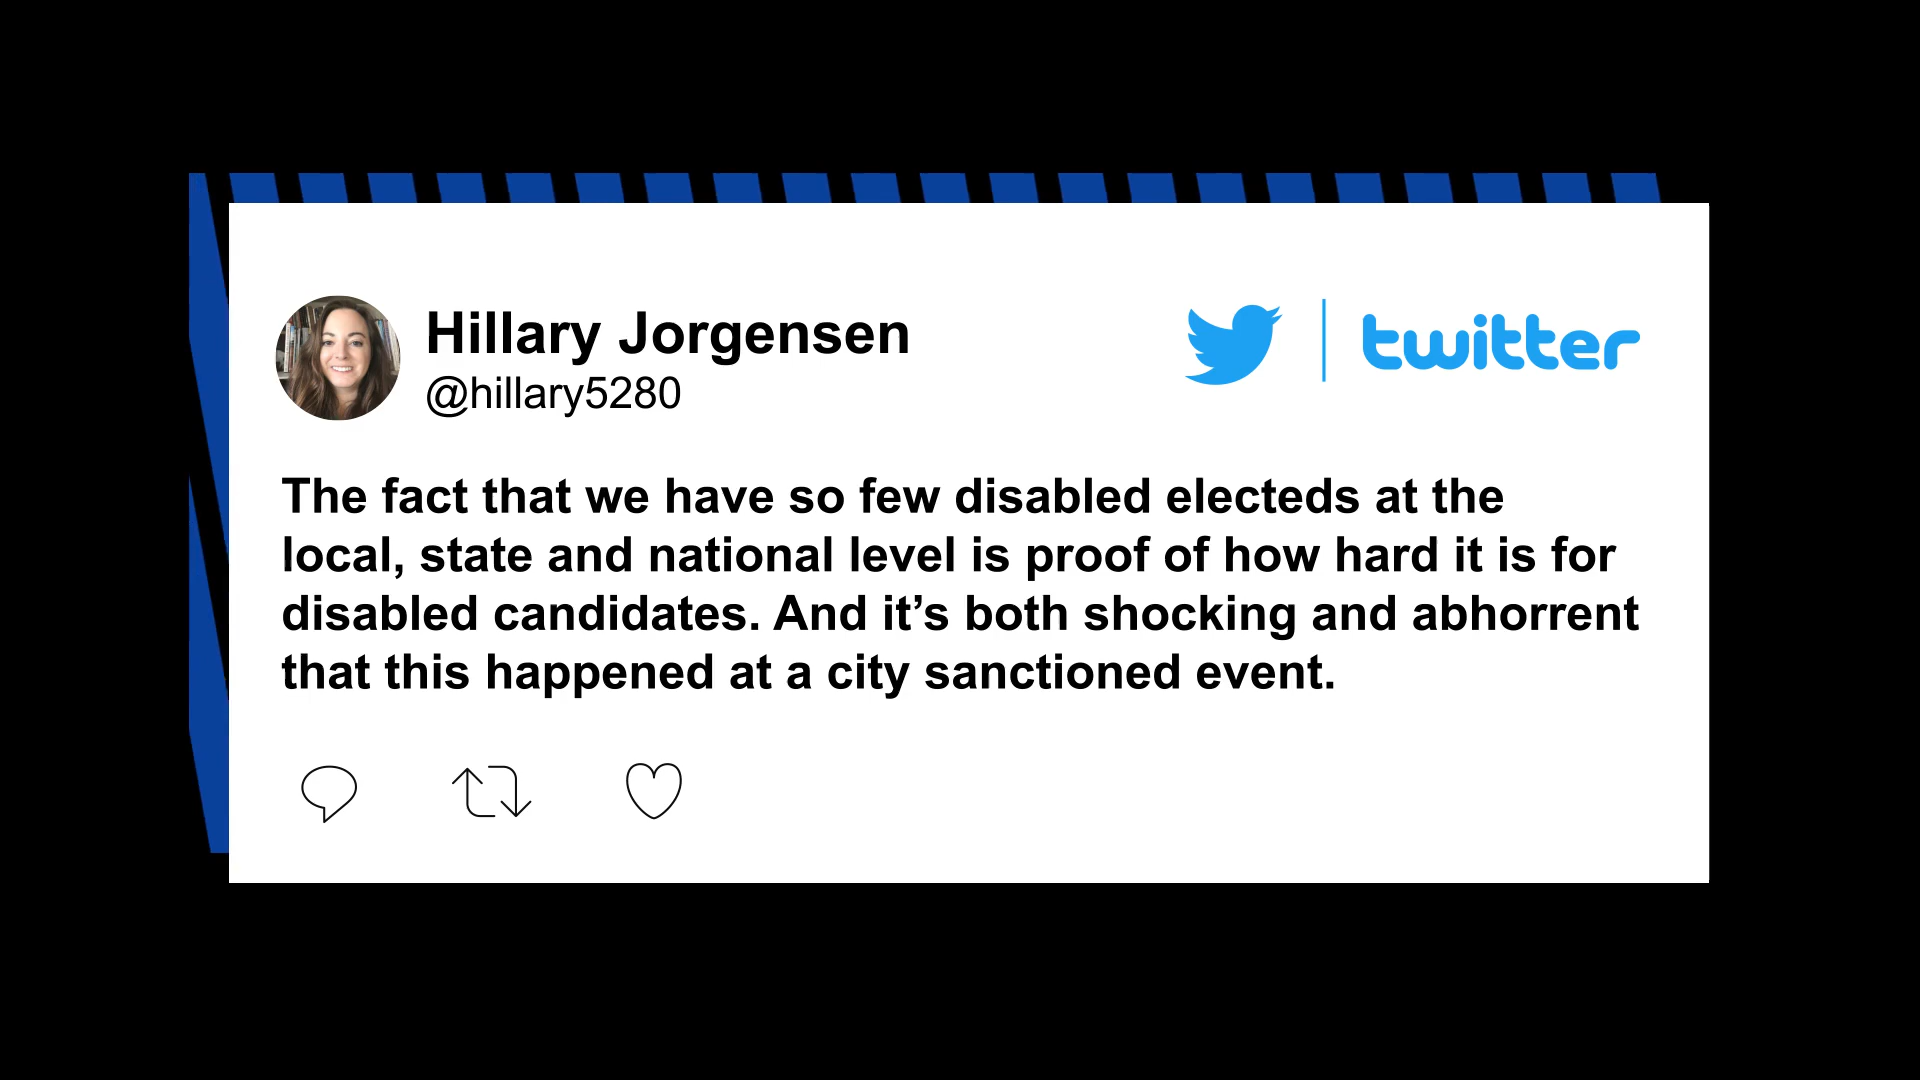 Hillary Jorgensen
@hillary5280
twitter
The fact that we have so few disabled electeds at the
local, state and national level is proof of how hard it is for
disabled candidates. And it’s both shocking and abhorrent
that this happened at a city sanctioned event.